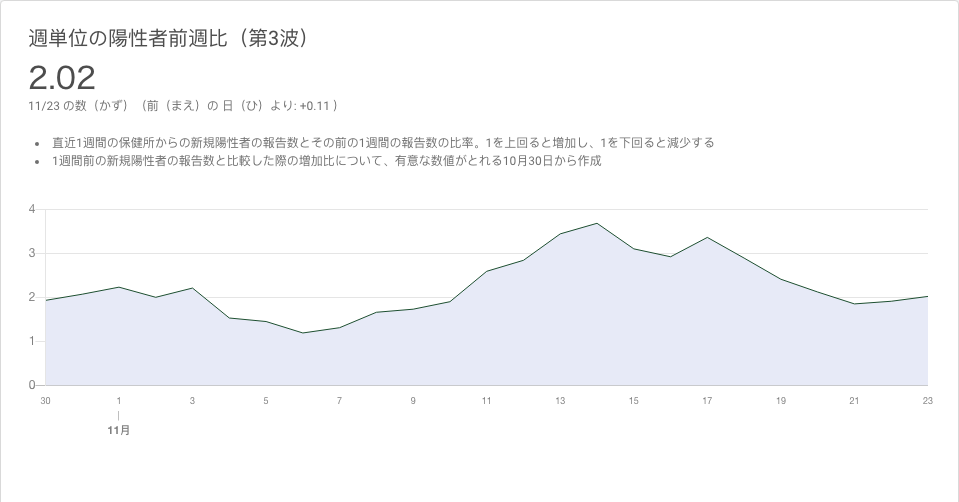 週単位の陽性者前週比（第3波）
2.02
11/23 の数（かず）（前（まえ）の 日（ひ）より: +0.11 ）
• 直近1週間の保健所からの新規陽性者の報告数とその前の1週間の報告数の比率。1を上回ると増加し、1を下回ると減少する
• 1週間前の新規陽性者の報告数と比較した際の増加比について、有意な数値がとれる10月30日から作成
4
3
2
1
0
30 1 3 5 7 9 11 13 15 17 19 21 23
11月